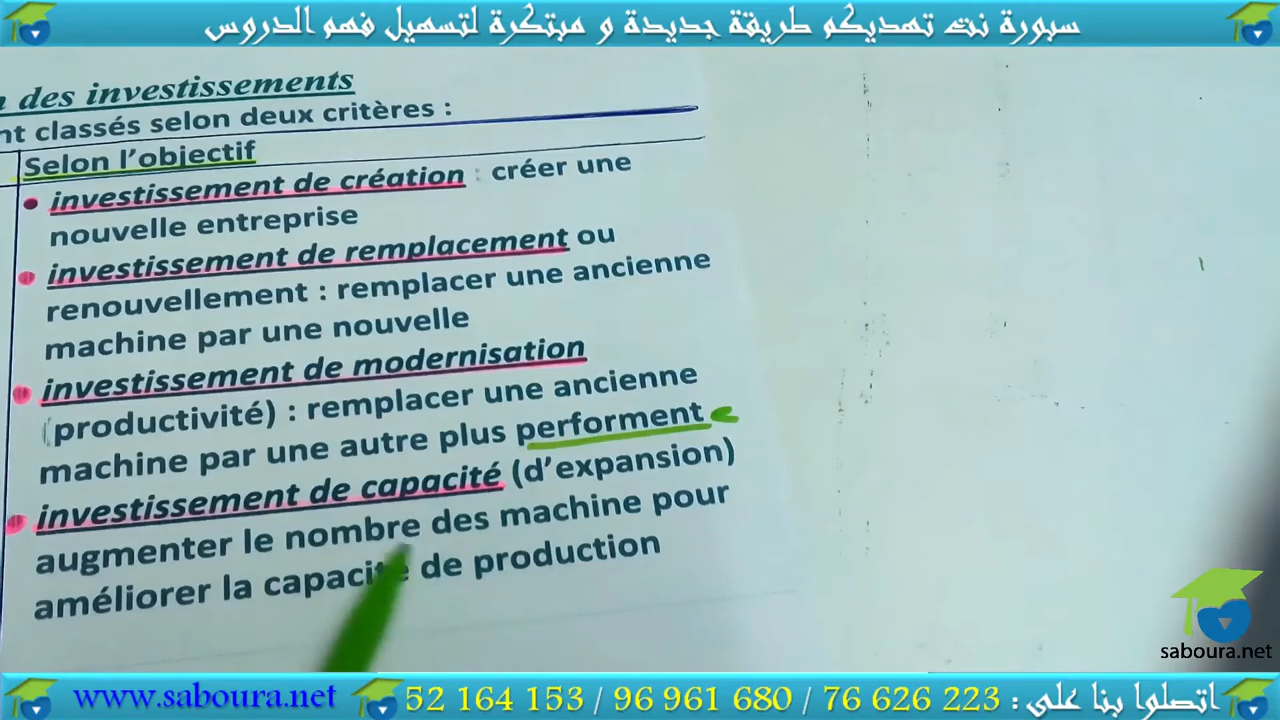 سبورة نت تهديكم طريقة جديدة و مبتكرة لتسهيل فهم الدروس
des investissements
nt classés selon deux critères :
Selon l’objectif
investissement de création : créer une
nouvelle entreprise
investissement de remplacement ou
renouvellement : remplacer une ancienne
machine par une nouvelle
investissement de modernisation
(productivité) : remplacer une ancienne
machine par une autre plus performent
investissement de capacité (d’expansion)
augmenter le nombre des machine pour
améliorer la capacité de production
saboura.net
www.saboura.net
52 164 153 / 96 961 680 / 76 626 223 اتصلوا بنا على :